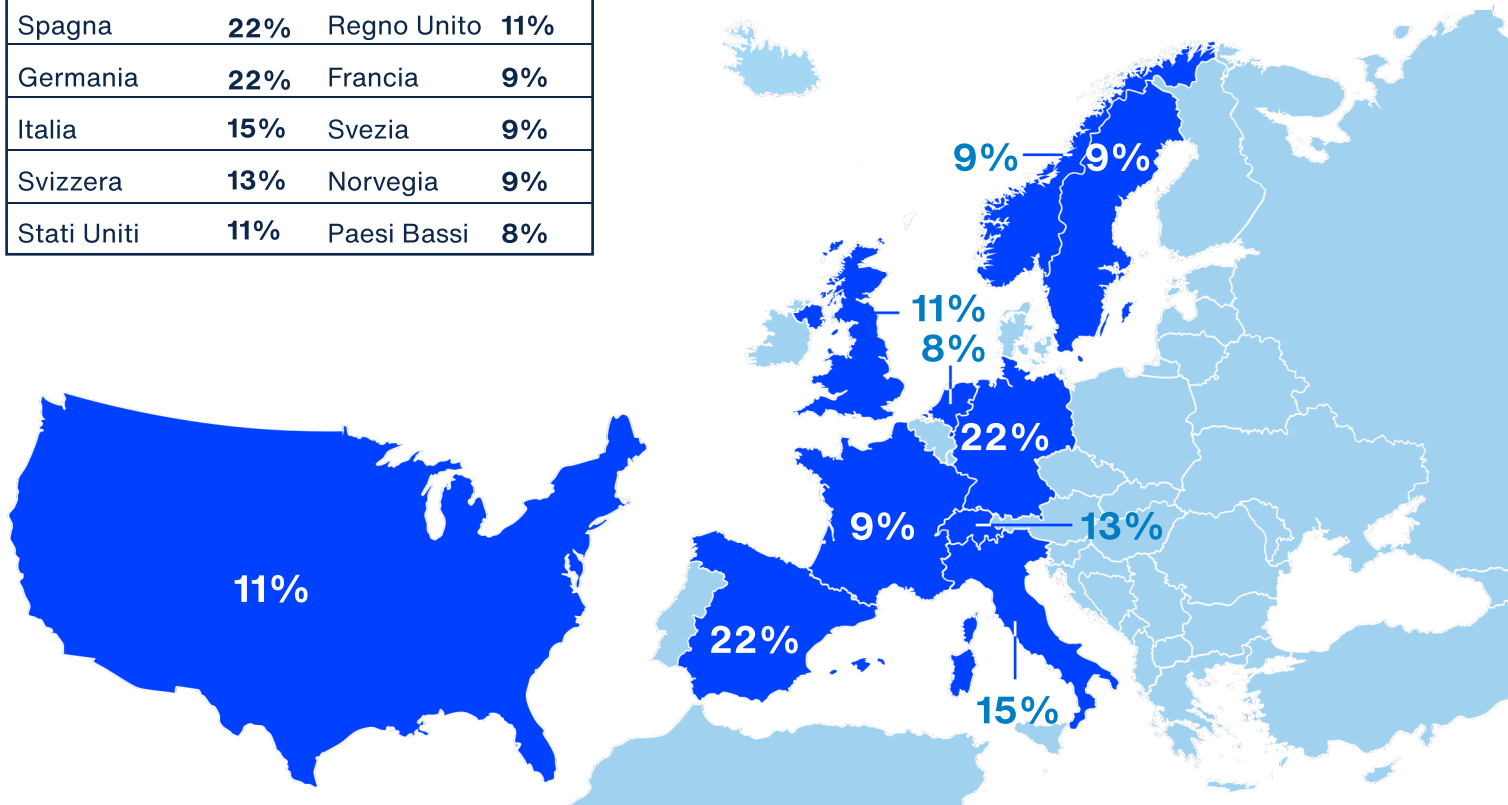 Spagna 22% Regno Unito 11%
Germania 22% Francia 9%
Italia 15% Svezia 9%
Svizzera 13% Norvegia 9%
Stati Uniti 11% Paesi Bassi 8%
9% 9%
11%
8%
22%
9%
13%
11%
22%
15%